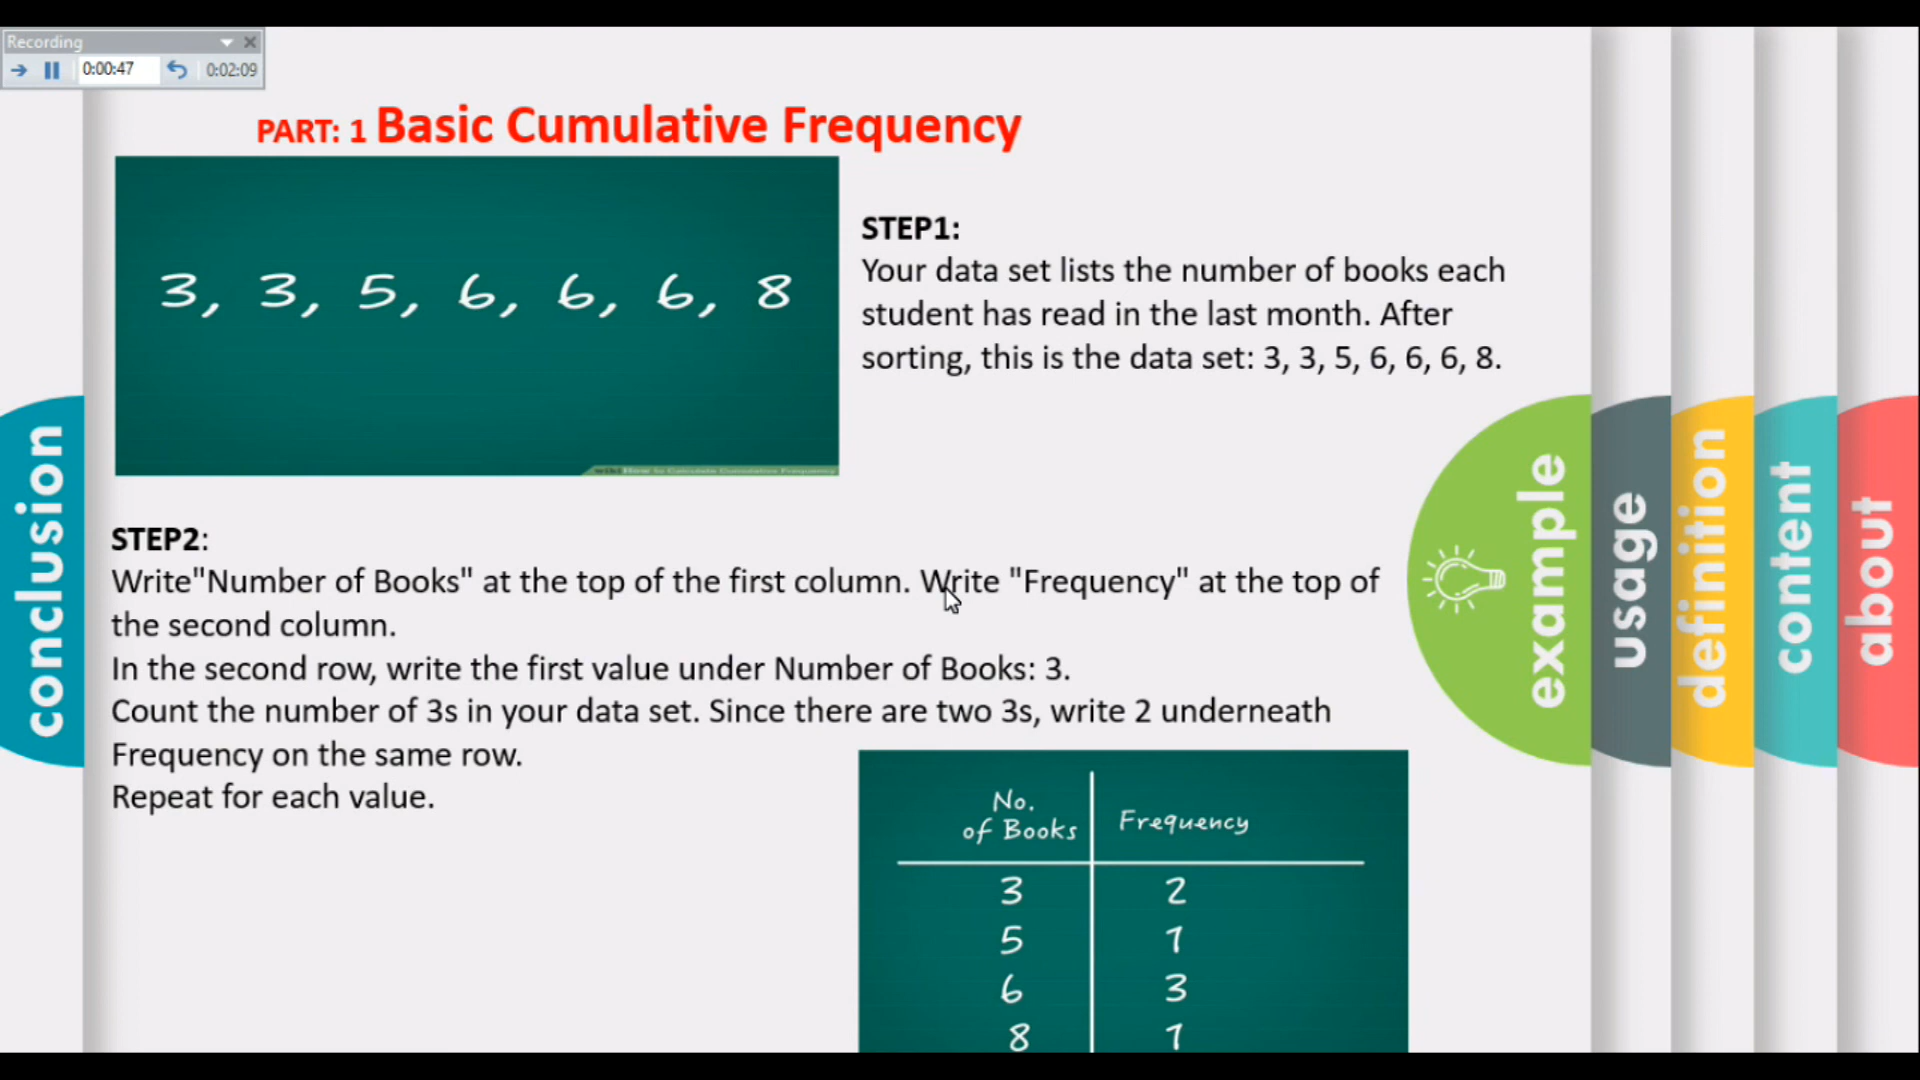 Recording
0:00:47
0:02:09
PART: 1 Basic Cumulative Frequency
3, 3, 5, 6, 6, 6, 8
wikiHow to Calculate Cumulative Frequency
STEP1:
Your data set lists the number of books each
student has read in the last month. After
sorting, this is the data set: 3, 3, 5, 6, 6, 6, 8.
STEP2:
Write"Number of Books" at the top of the first column. Write "Frequency" at the top of
the second column.
In the second row, write the first value under Number of Books: 3.
Count the number of 3s in your data set. Since there are two 3s, write 2 underneath
Frequency on the same row.
Repeat for each value.
No.
of Books Frequency
3 2
5 1
6 3
8 1
conclusion
example
usage
definition
content
about